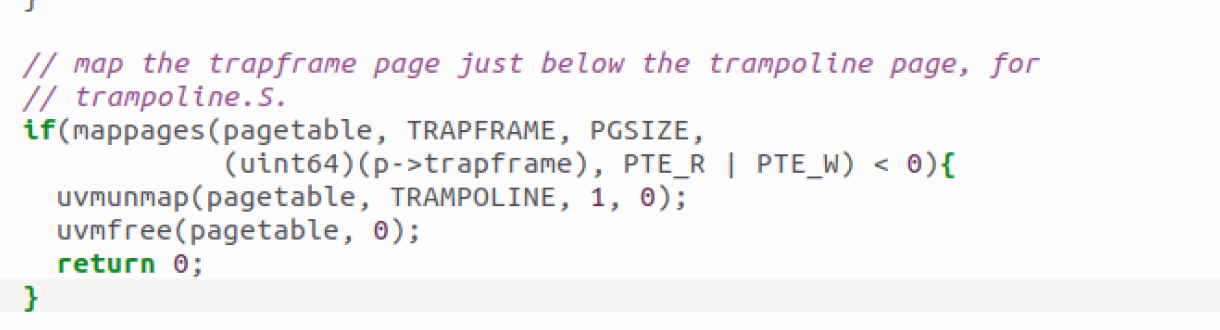 }
// map the trapframe page just below the trampoline page, for
// trampoline.S.
if(mappages(pagetable, TRAPFRAME, PGSIZE,
(uint64)(p->trapframe), PTE_R | PTE_W) < 0){
uvmunmap(pagetable, TRAMPOLINE, 1, 0);
uvmfree(pagetable, 0);
return 0;
}